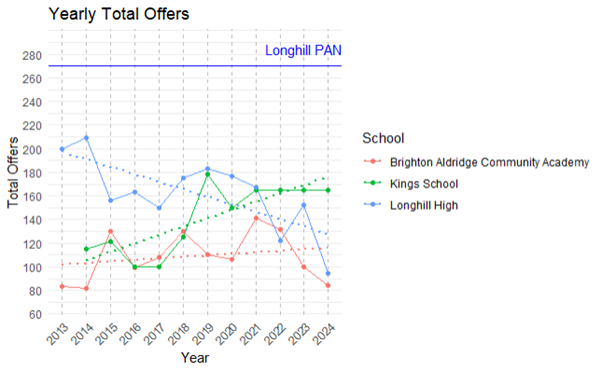 Yearly Total Offers
Longhill PAN
280
260
240
220
200
180
160
140
120
100
80
60
Total Offers
2013 2014 2015 2016 2017 2018 2019 2020 2021 2022 2023 2024
Year
School
Brighton Aldridge Community Academy
Kings School
Longhill High